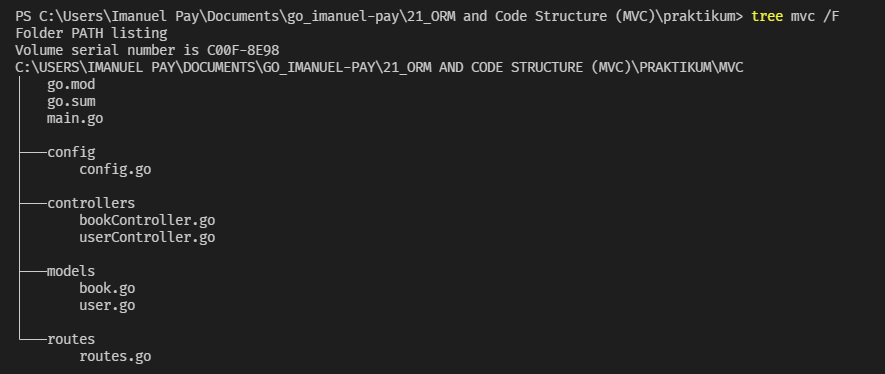 PS C:\Users\Imanuel Pay\Documents\go_imanuel-pay\21_ORM and Code Structure (MVC)\praktikum> tree mvc /F
Folder PATH listing
Volume serial number is C00F-8E98
C:\USERS\IMANUEL PAY\DOCUMENTS\GO_IMANUEL-PAY\21_ORM AND CODE STRUCTURE (MVC)\PRAKTIKUM\MVC
│   go.mod
│   go.sum
│   main.go
│
├───config
│       config.go
│
├───controllers
│       bookController.go
│       userController.go
│
├───models
│       book.go
│       user.go
│
└───routes
        routes.go